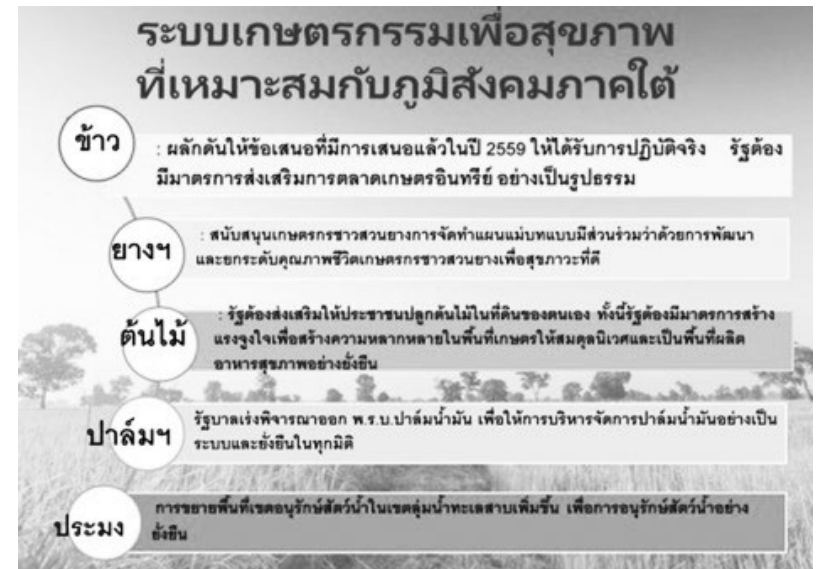 ระบบเกษตรกรรมเพื่อสุขภาพ
ที่เหมาะสมกับภูมิสังคมภาคใต้
ข้าว
: ผลักดันให้ข้อเสนอที่มีการเสนอแล้วในปี 2559 ให้ได้รับการปฏิบัติจริง รัฐต้อง
มีมาตรการส่งเสริมการตลาดเกษตรอินทรีย์ อย่างเป็นรูปธรรม
ยางฯ
: สนับสนุนเกษตรกรชาวสวนยางการจัดทำแผนแม่บทแบบมีส่วนร่วมว่าด้วยการพัฒนา
และยกระดับคุณภาพชีวิตเกษตรกรชาวสวนยางเพื่อสุขภาวะที่ดี
ต้นไม้
: รัฐต้องส่งเสริมให้ประชาชนปลูกต้นไม้ในที่ดินของตนเอง ทั้งนี้รัฐต้องมีมาตรการสร้าง
แรงจูงใจเพื่อสร้างความหลากหลายในพื้นที่เกษตรให้สมดุลนิเวศและเป็นพื้นที่ผลิต
อาหารสุขภาพอย่างยั่งยืน
ปาล์มฯ
รัฐบาลเร่งพิจารณาออก พ.ร.บ.ปาล์มน้ำมัน เพื่อให้การบริหารจัดการปาล์มน้ำมันอย่างเป็น
ระบบและยั่งยืนในทุกมิติ
ประมง
การขยายพื้นที่เขตอนุรักษ์สัตว์น้ำในเขตลุ่มน้ำทะเลสาบเพิ่มขึ้น เพื่อการอนุรักษ์สัตว์น้ำอย่าง
ยั่งยืน